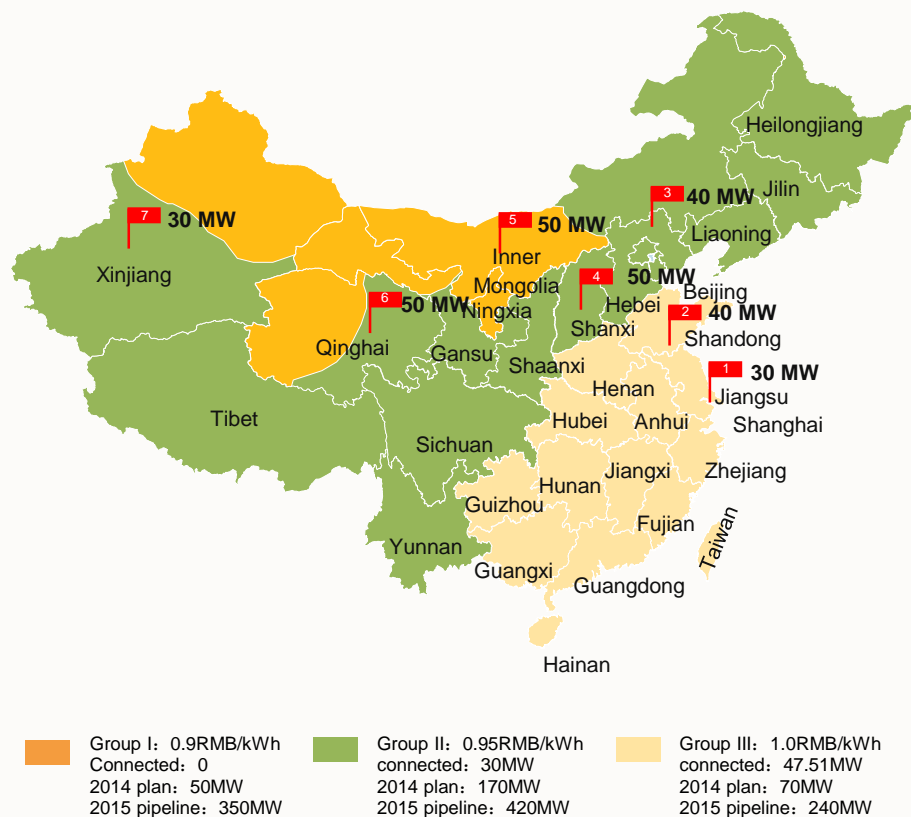 Heilongjiang
Jilin
3
40 MW
7
30 MW
5
50 MW
Liaoning
Inner
Mongolia
Xinjiang
4
50 MW
Beijing
Hebei
6
50 MW
Ningxia
2
40 MW
Shanxi
Shandong
Qinghai
Gansu
Shaanxi
1
30 MW
Henan
Jiangsu
Tibet
Hubei
Anhui
Shanghai
Sichuan
Jiangxi
Zhejiang
Hunan
Guizhou
Fujian
Taiwan
Yunnan
Guangxi
Guangdong
Hainan
Group I：0.9RMB/kWh
Connected：0
2014 plan：50MW
2015 pipeline：350MW
Group II：0.95RMB/kWh
connected：30MW
2014 plan：170MW
2015 pipeline：420MW
Group III：1.0RMB/kWh
connected：47.51MW
2014 plan：70MW
2015 pipeline：240MW